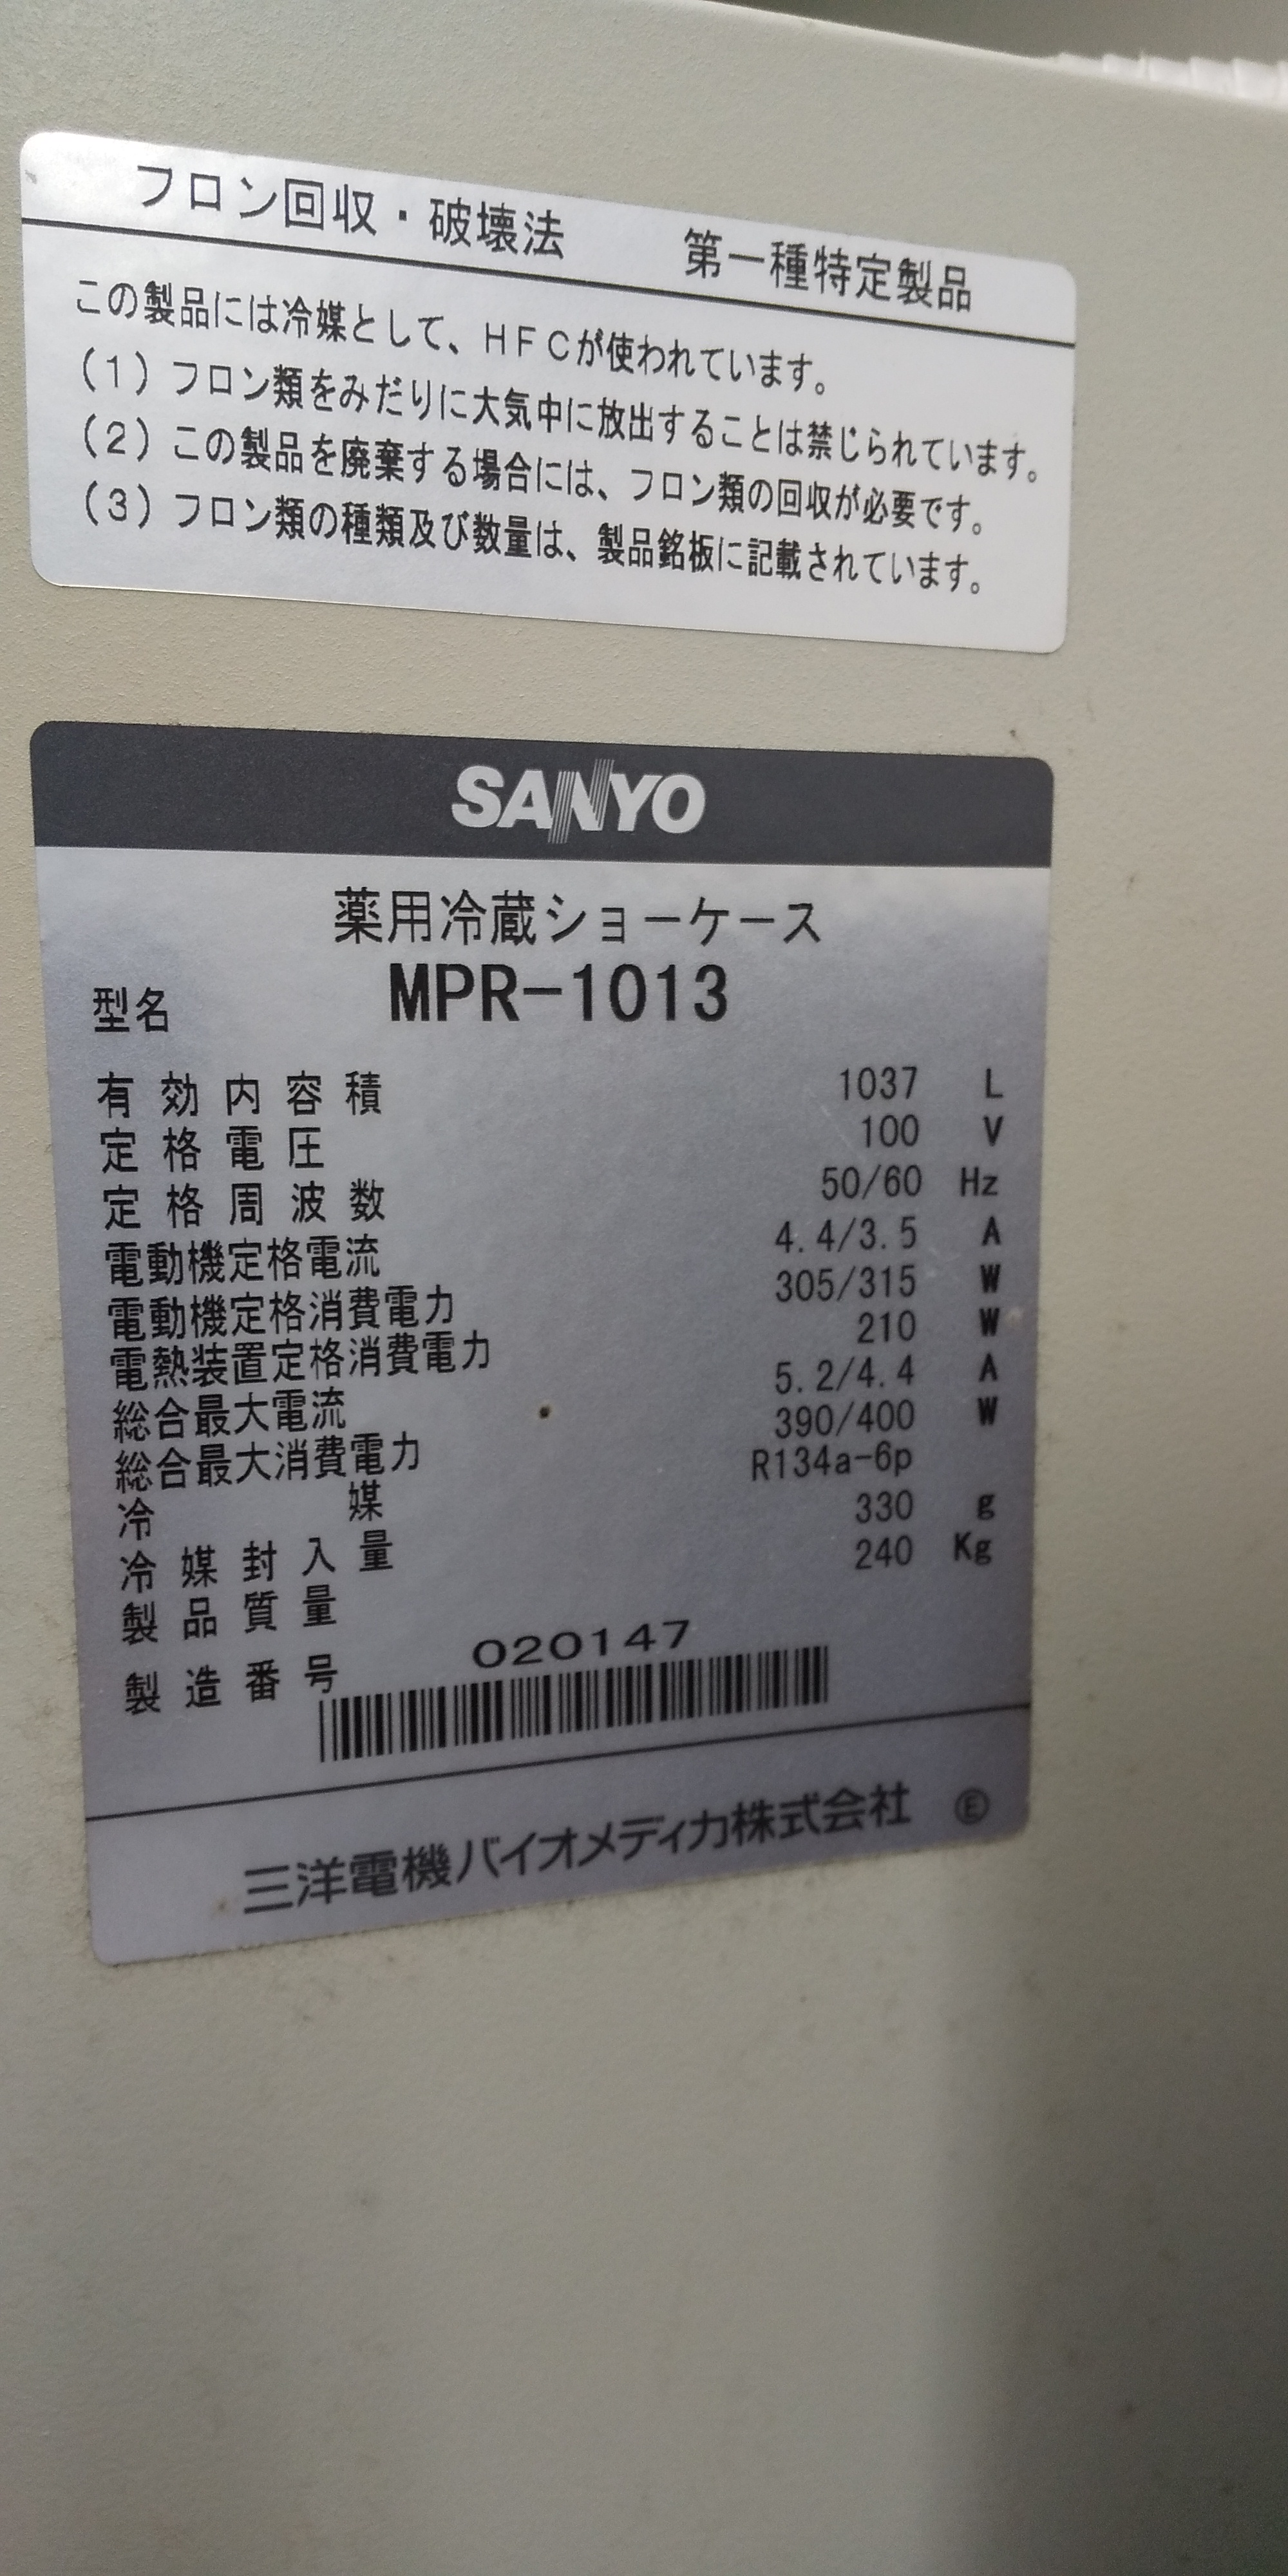 フロン回収・破壊法　　第一種特定製品
この製品には冷媒として、HFCが使われています。
(1)フロン類をみだりに大気中に放出することは禁じられています。
(2)この製品を廃棄する場合には、フロン類の回収が必要です。
(3)フロン類の種類及び数量は、製品銘板に記載されています。
SANYO
薬用冷蔵ショーケース
型名 MPR-1013
有効内容積 1037 L
定格電圧 100 V
定格周波数 50/60 Hz
電動機定格電流 4.4/3.5 A
電動機定格消費電力 305/315 W
電熱装置定格消費電力 210 W
総合最大電流 5.2/4.4 A
総合最大消費電力 390/400 W
冷媒 R134a-6p
冷媒封入量 330 g
製品質量 240 Kg
製造番号 020147
三洋電機バイオメディカ株式会社 Ⓔ